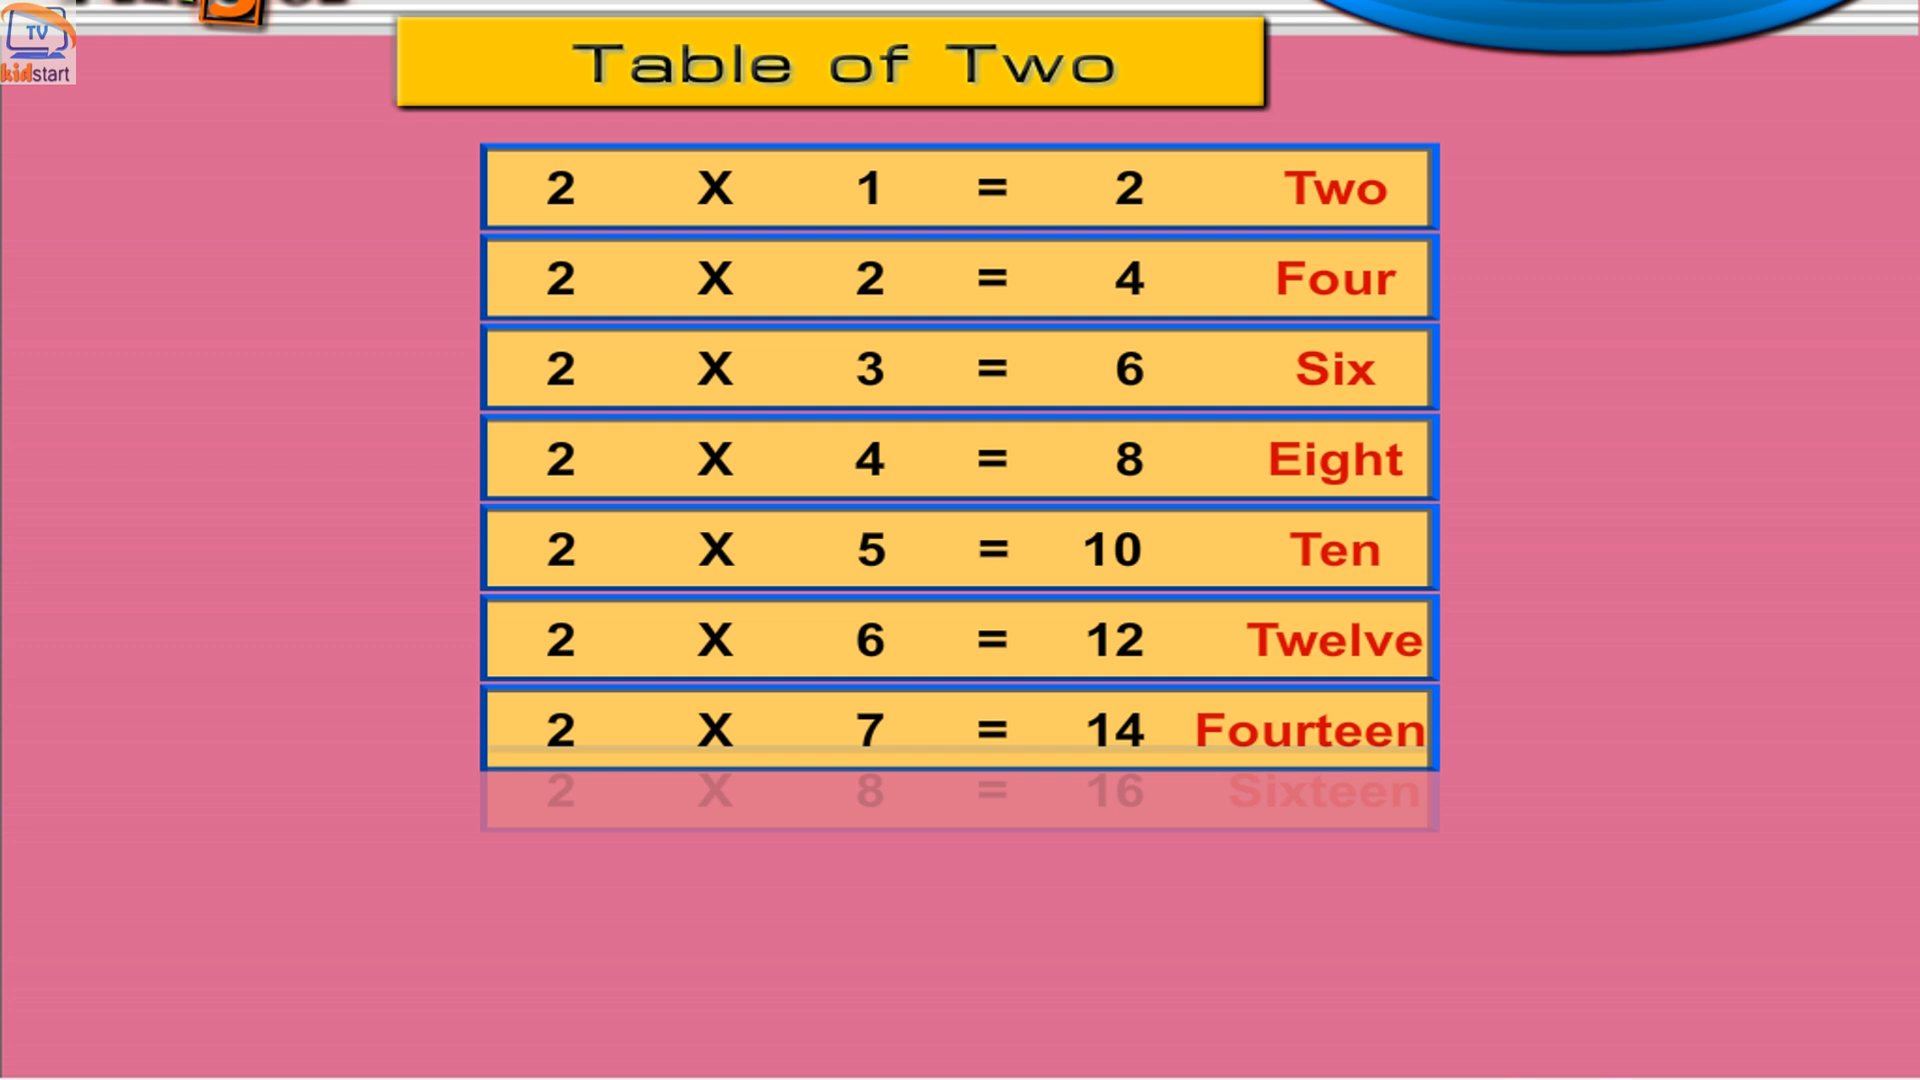 TV
kidstart
Table of Two
2 X 1 = 2 Two
2 X 2 = 4 Four
2 X 3 = 6 Six
2 X 4 = 8 Eight
2 X 5 = 10 Ten
2 X 6 = 12 Twelve
2 X 7 = 14 Fourteen
2 X 8 = 16 Sixteen